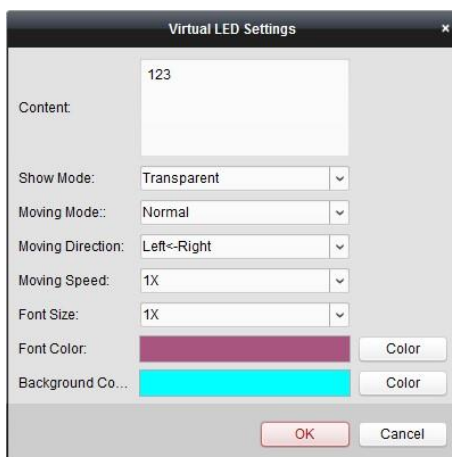 Virtual LED Settings ×
Content:
123
Show Mode: Transparent
Moving Mode:: Normal
Moving Direction: Left<-Right
Moving Speed: 1X
Font Size: 1X
Font Color: Color
Background Co... Color
OK Cancel